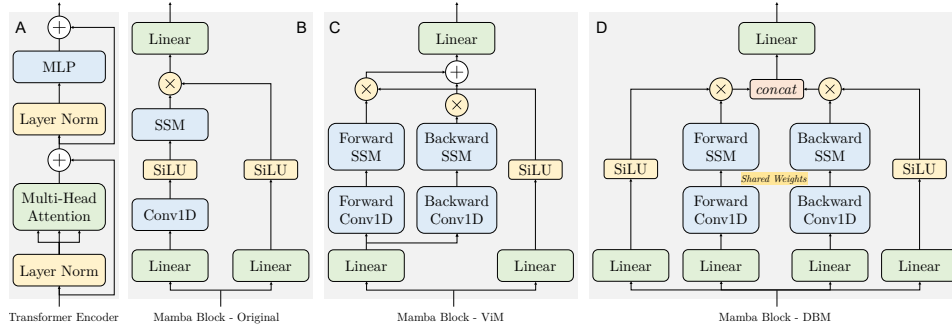 A
+
MLP
Layer Norm
+
Multi-Head
Attention
Layer Norm
Transformer Encoder
B
Linear
×
SSM
SiLU
SiLU
Conv1D
Linear
Linear
Mamba Block - Original
C
Linear
+
×
×
Forward
SSM
Backward
SSM
SiLU
Forward
Conv1D
Backward
Conv1D
Linear
Linear
Mamba Block - ViM
D
Linear
×
concat
×
SiLU
Forward
SSM
Backward
SSM
SiLU
Shared Weights
Forward
Conv1D
Backward
Conv1D
Linear
Linear
Linear
Linear
Mamba Block - DBM